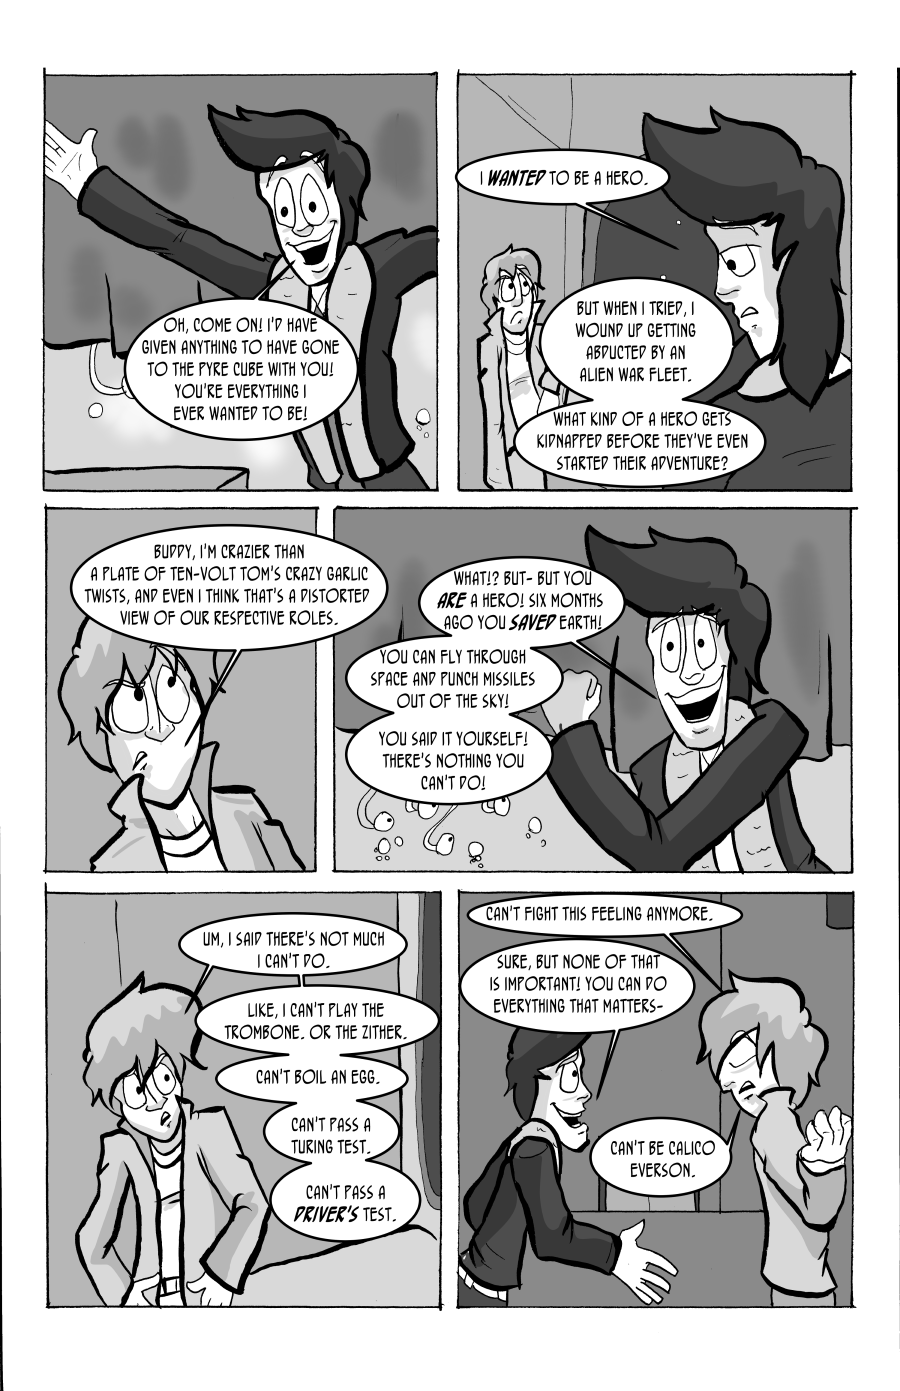 OH, COME ON! I'D HAVE
GIVEN ANYTHING TO HAVE GONE
TO THE PYRE CUBE WITH YOU!
YOU'RE EVERYTHING I
EVER WANTED TO BE!
I WANTED TO BE A HERO.
BUT WHEN I TRIED, I
WOUND UP GETTING
ABDUCTED BY AN
ALIEN WAR FLEET.
WHAT KIND OF A HERO GETS
KIDNAPPED BEFORE THEY'VE EVEN
STARTED THEIR ADVENTURE?
BUDDY, I'M CRAZIER THAN
A PLATE OF TEN-VOLT TOM'S CRAZY GARLIC
TWISTS, AND EVEN I THINK THAT'S A DISTORTED
VIEW OF OUR RESPECTIVE ROLES.
WHAT!? BUT- BUT YOU
ARE A HERO! SIX MONTHS
AGO YOU SAVED EARTH!
YOU CAN FLY THROUGH
SPACE AND PUNCH MISSILES
OUT OF THE SKY!
YOU SAID IT YOURSELF!
THERE'S NOTHING YOU
CAN'T DO!
UM, I SAID THERE'S NOT MUCH
I CAN'T DO.
LIKE, I CAN'T PLAY THE
TROMBONE. OR THE ZITHER.
CAN'T BOIL AN EGG.
CAN'T PASS A
TURING TEST.
CAN'T PASS A
DRIVER'S TEST.
CAN'T FIGHT THIS FEELING ANYMORE.
SURE, BUT NONE OF THAT
IS IMPORTANT! YOU CAN DO
EVERYTHING THAT MATTERS-
CAN'T BE CALICO
EVERSON.